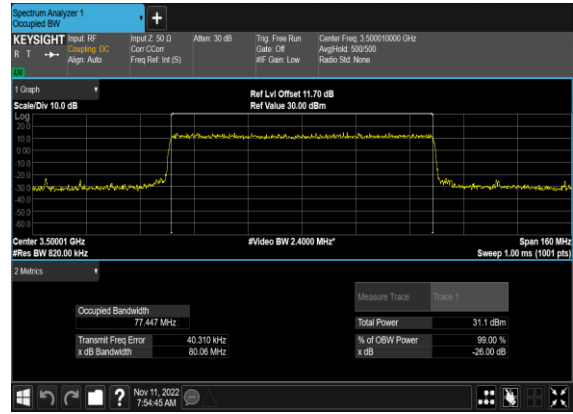 Spectrum Analyzer 1
Occupied BW
+
KEYSIGHT Input: RF Input Z: 50 Ω Atten: 30 dB Trig: Free Run Center Freq: 3.500010000 GHz
R T Coupling: DC Corr CCorr Gate: Off Avg|Hold: 500/500
Align: Auto Freq Ref: Int (S) #IF Gain: Low Radio Std: None
LW
1 Graph
Ref Lvl Offset 11.70 dB
Scale/Div 10.0 dB Ref Value 30.00 dBm
Log
20.0
10.0
0.00
-10.0
-20.0
-30.0
-40.0
-50.0
-60.0
Center 3.50001 GHz #Video BW 2.4000 MHz* Span 160 MHz
#Res BW 820.00 kHz Sweep 1.00 ms (1001 pts)
2 Metrics
Measure Trace Trace 1
Occupied Bandwidth
77.447 MHz Total Power 31.1 dBm
Transmit Freq Error 40.310 kHz % of OBW Power 99.00 %
x dB Bandwidth 80.06 MHz x dB -26.00 dB
? Nov 11, 2022
7:54:45 AM